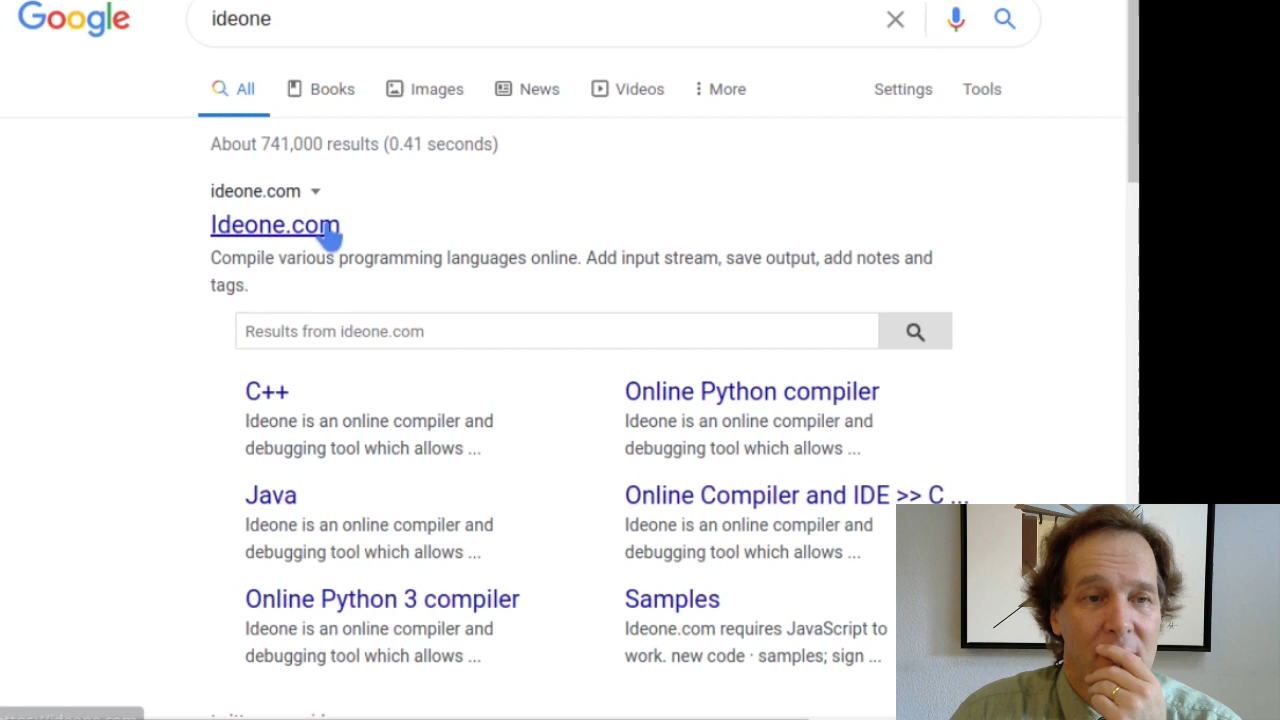 Google
ideone
All Books Images News Videos More Settings Tools
About 741,000 results (0.41 seconds)
ideone.com
Ideone.com
Compile various programming languages online. Add input stream, save output, add notes and
tags.
Results from ideone.com
C++
Ideone is an online compiler and
debugging tool which allows ...
Online Python compiler
Ideone is an online compiler and
debugging tool which allows ...
Java
Ideone is an online compiler and
debugging tool which allows ...
Online Compiler and IDE >> C ...
Ideone is an online compiler and
debugging tool which allows ...
Online Python 3 compiler
Ideone is an online compiler and
debugging tool which allows ...
Samples
Ideone.com requires JavaScript to
work. new code · samples; sign ...